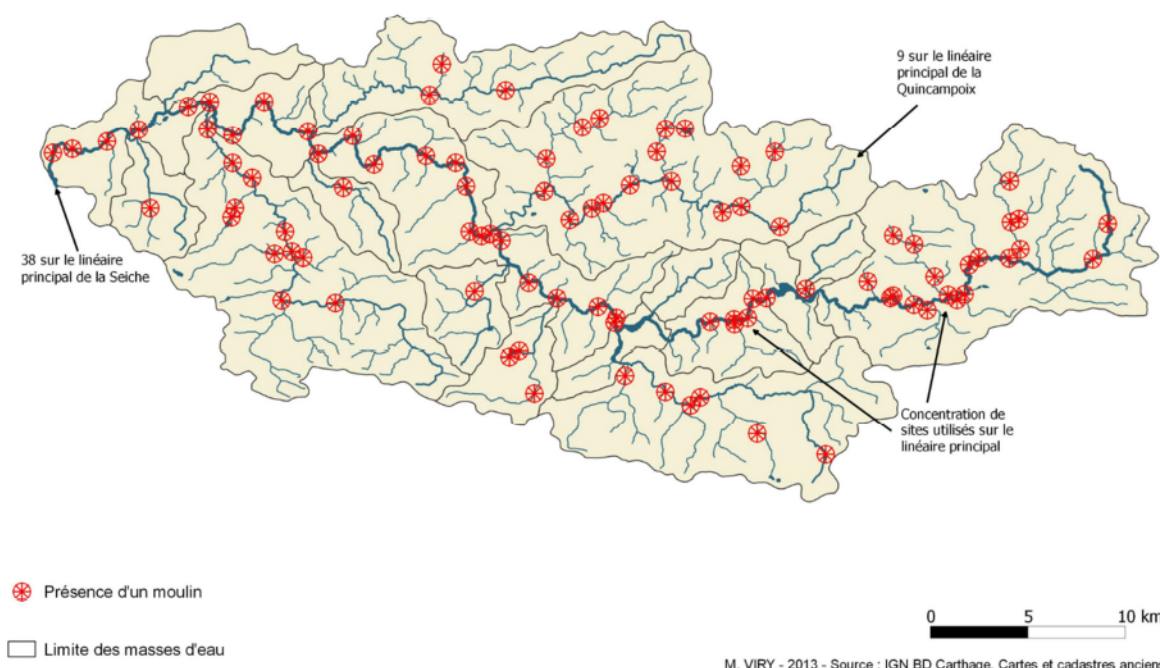 9 sur le linéaire
principal de la
Quincampoix
38 sur le linéaire
principal de la Seiche
Concentration de
sites utilisés sur le
linéaire principal
Présence d'un moulin
Limite des masses d'eau
0 5 10 km
M. VIRY - 2013 - Source : IGN BD Carthage, Cartes et cadastres anciens